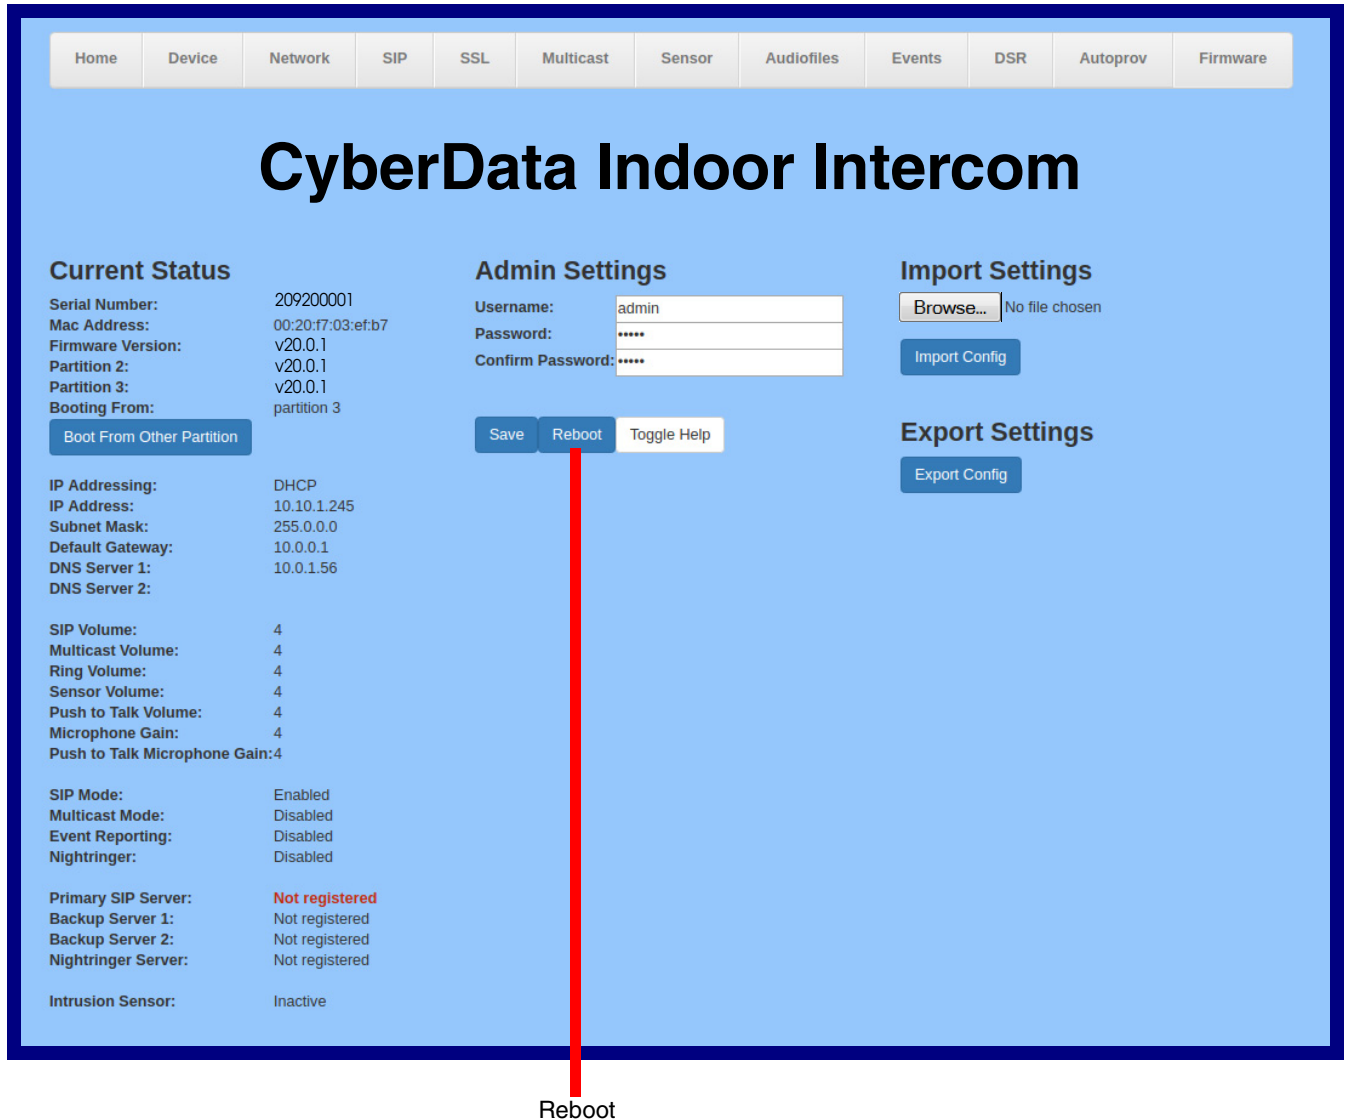 Home Device Network SIP SSL Multicast Sensor Audiofiles Events DSR Autoprov Firmware
CyberData Indoor Intercom
Current Status
Serial Number: 209200001
Mac Address: 00:20:f7:03:ef:b7
Firmware Version: v20.0.1
Partition 2: v20.0.1
Partition 3: v20.0.1
Booting From: partition 3
Boot From Other Partition
IP Addressing: DHCP
IP Address: 10.10.1.245
Subnet Mask: 255.0.0.0
Default Gateway: 10.0.0.1
DNS Server 1: 10.0.1.56
DNS Server 2:
SIP Volume: 4
Multicast Volume: 4
Ring Volume: 4
Sensor Volume: 4
Push to Talk Volume: 4
Microphone Gain: 4
Push to Talk Microphone Gain: 4
SIP Mode: Enabled
Multicast Mode: Disabled
Event Reporting: Disabled
Nightringer: Disabled
Primary SIP Server: Not registered
Backup Server 1: Not registered
Backup Server 2: Not registered
Nightringer Server: Not registered
Intrusion Sensor: Inactive
Admin Settings
Username: admin
Password: •••••
Confirm Password: •••••
Save Reboot Toggle Help
Import Settings
Browse... No file chosen
Import Config
Export Settings
Export Config
Reboot